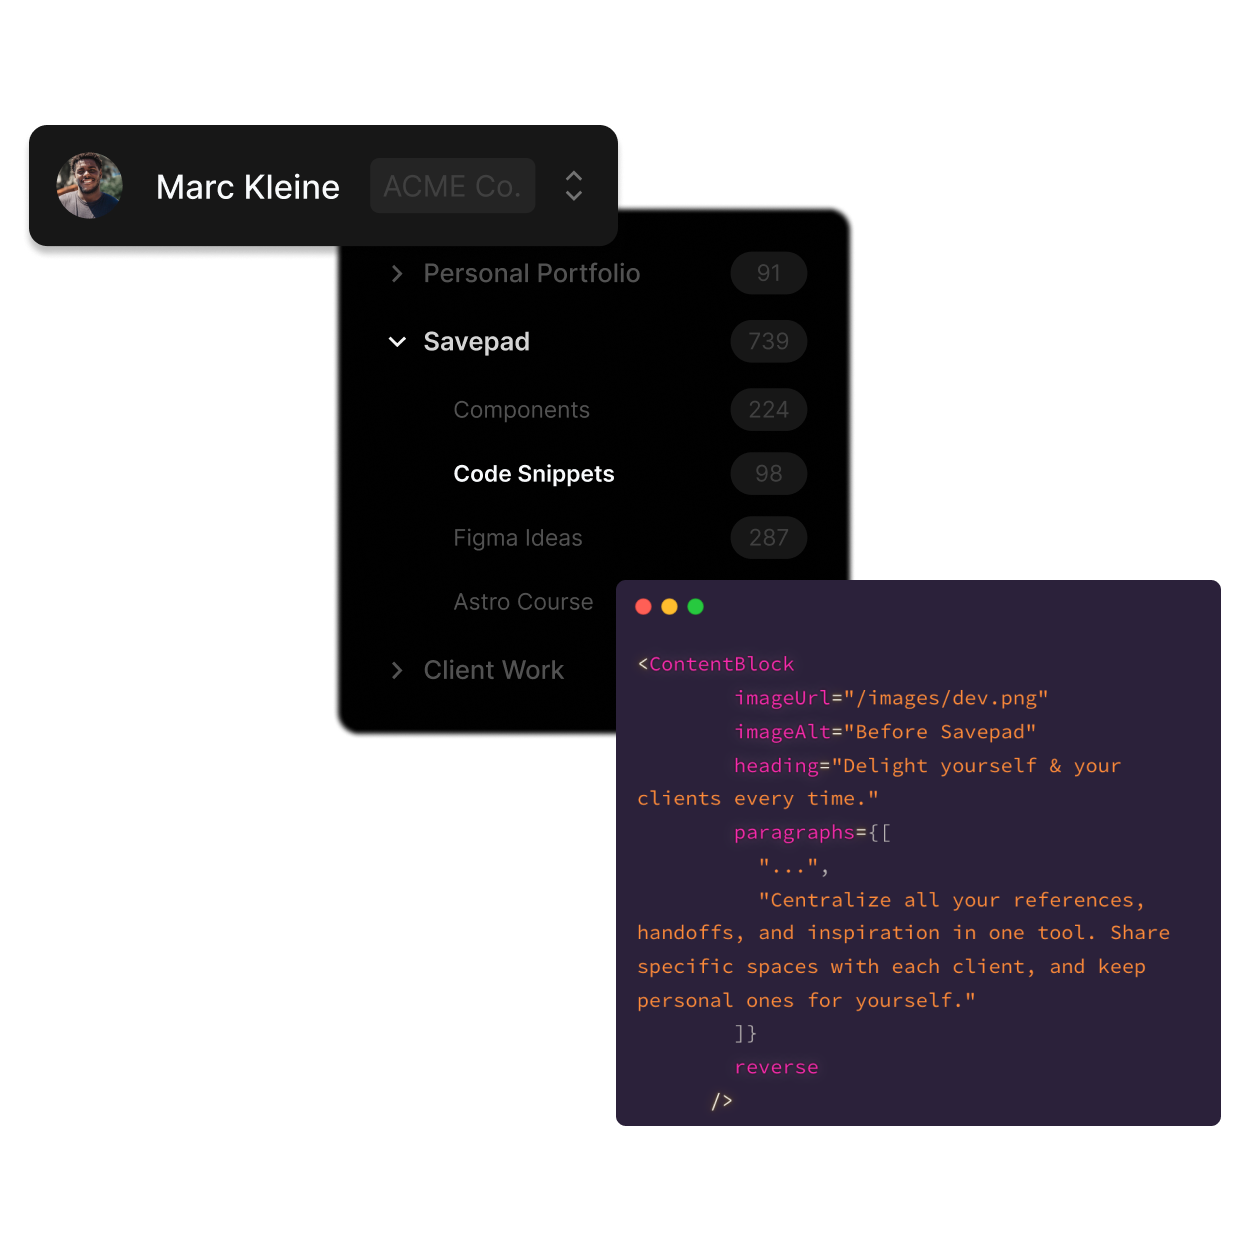 Marc Kleine ACME Co.
Personal Portfolio 91
Savepad 739
Components 224
Code Snippets 98
Figma Ideas 287
Astro Course
Client Work
<ContentBlock
imageUrl="/images/dev.png"
imageAlt="Before Savepad"
heading="Delight yourself & your
clients every time."
paragraphs={[
"...",
"Centralize all your references,
handoffs, and inspiration in one tool. Share
specific spaces with each client, and keep
personal ones for yourself."
]}
reverse
/>